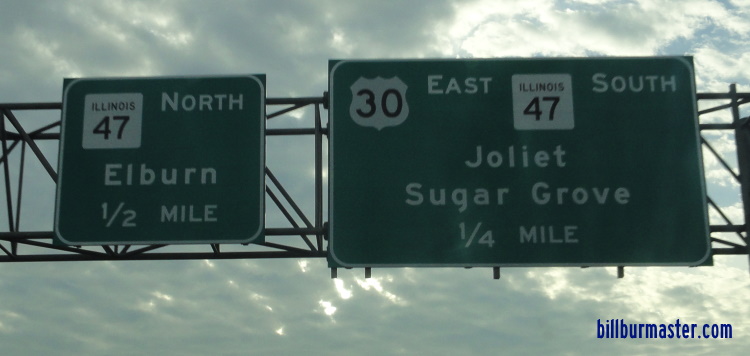 ILLINOIS
47 NORTH
Elburn
1/2 MILE
30 EAST ILLINOIS 47 SOUTH
Joliet
Sugar Grove
1/4 MILE
billburmaster.com